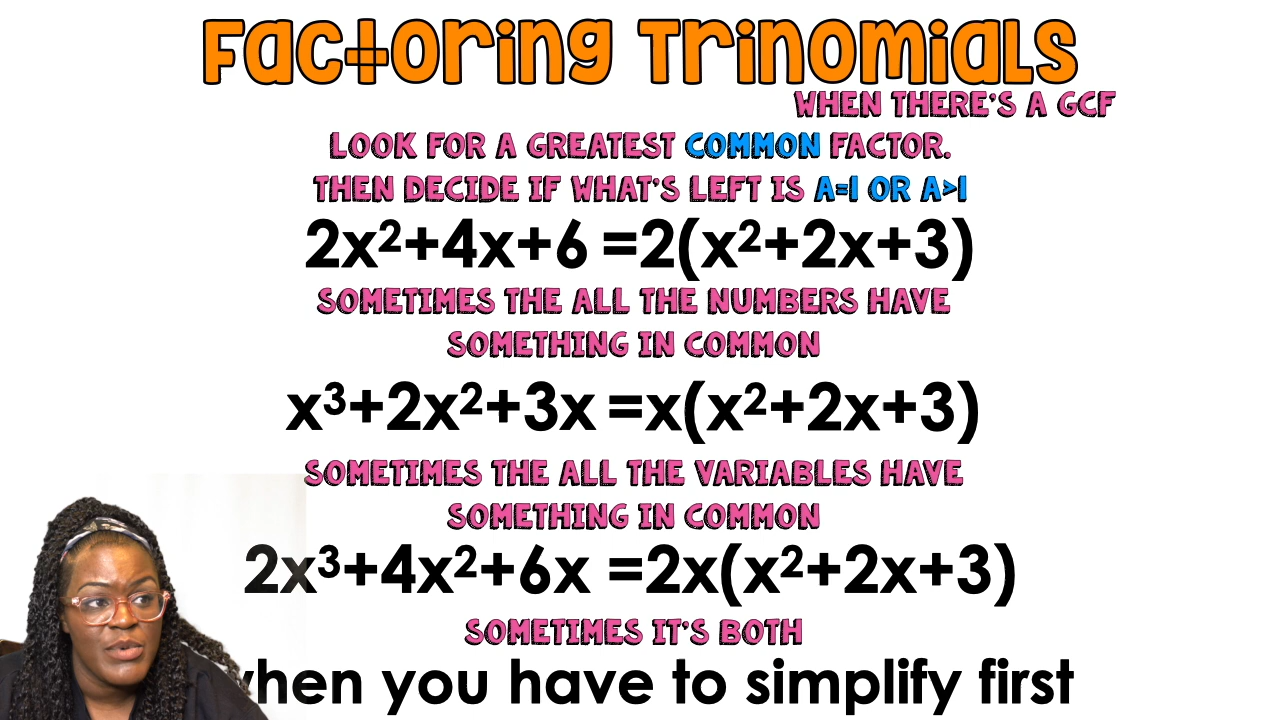 Factoring Trinomials
WHEN THERE'S A GCF
LOOK FOR A GREATEST COMMON FACTOR.
THEN DECIDE IF WHAT'S LEFT IS A=1 OR A>1
2x²+4x+6 =2(x²+2x+3)
SOMETIMES THE ALL THE NUMBERS HAVE
SOMETHING IN COMMON
x³+2x²+3x =x(x²+2x+3)
SOMETIMES THE ALL THE VARIABLES HAVE
SOMETHING IN COMMON
2x³+4x²+6x =2x(x²+2x+3)
SOMETIMES IT'S BOTH
when you have to simplify first